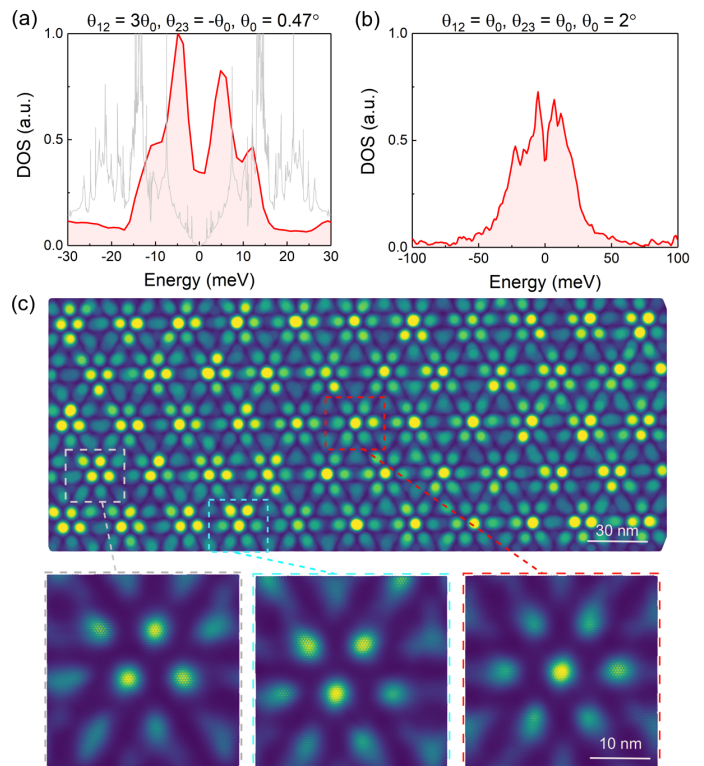 (a) θ₁₂ = 3θ₀, θ₂₃ = -θ₀, θ₀ = 0.47°
1.0
0.5
0.0
DOS (a.u.)
-30 -20 -10 0 10 20 30
Energy (meV)
(b) θ₁₂ = θ₀, θ₂₃ = θ₀, θ₀ = 2°
1.0
0.5
0.0
DOS (a.u.)
-100 -50 0 50 100
Energy (meV)
(c)
30 nm
10 nm